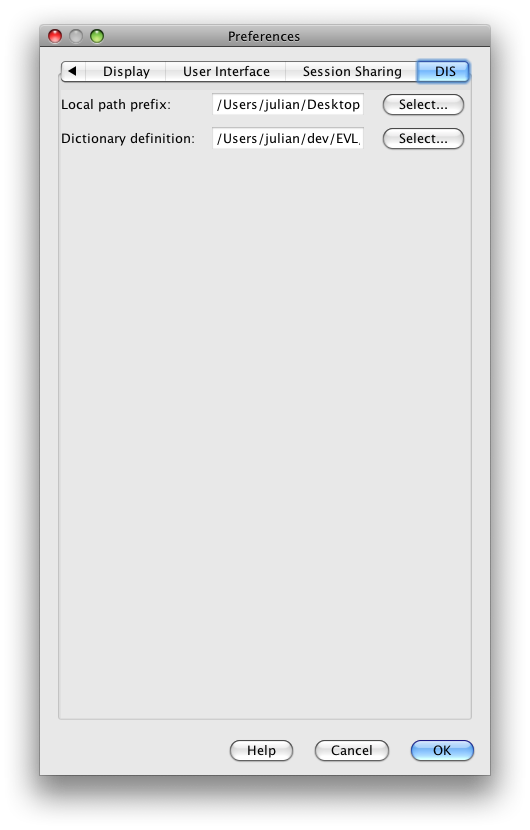 Preferences
Display User Interface Session Sharing DIS
Local path prefix: /Users/julian/Desktop Select...
Dictionary definition: /Users/julian/dev/EVL Select...
Help Cancel OK